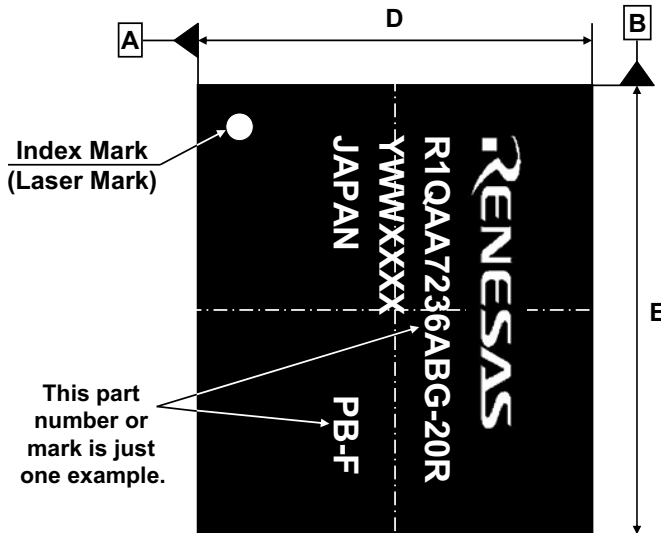 A
D
B
Index Mark
(Laser Mark)
RENESAS
R1QAA7236ABG-20R
YWWXXXX
JAPAN
PB-F
E
This part
number or
mark is just
one example.